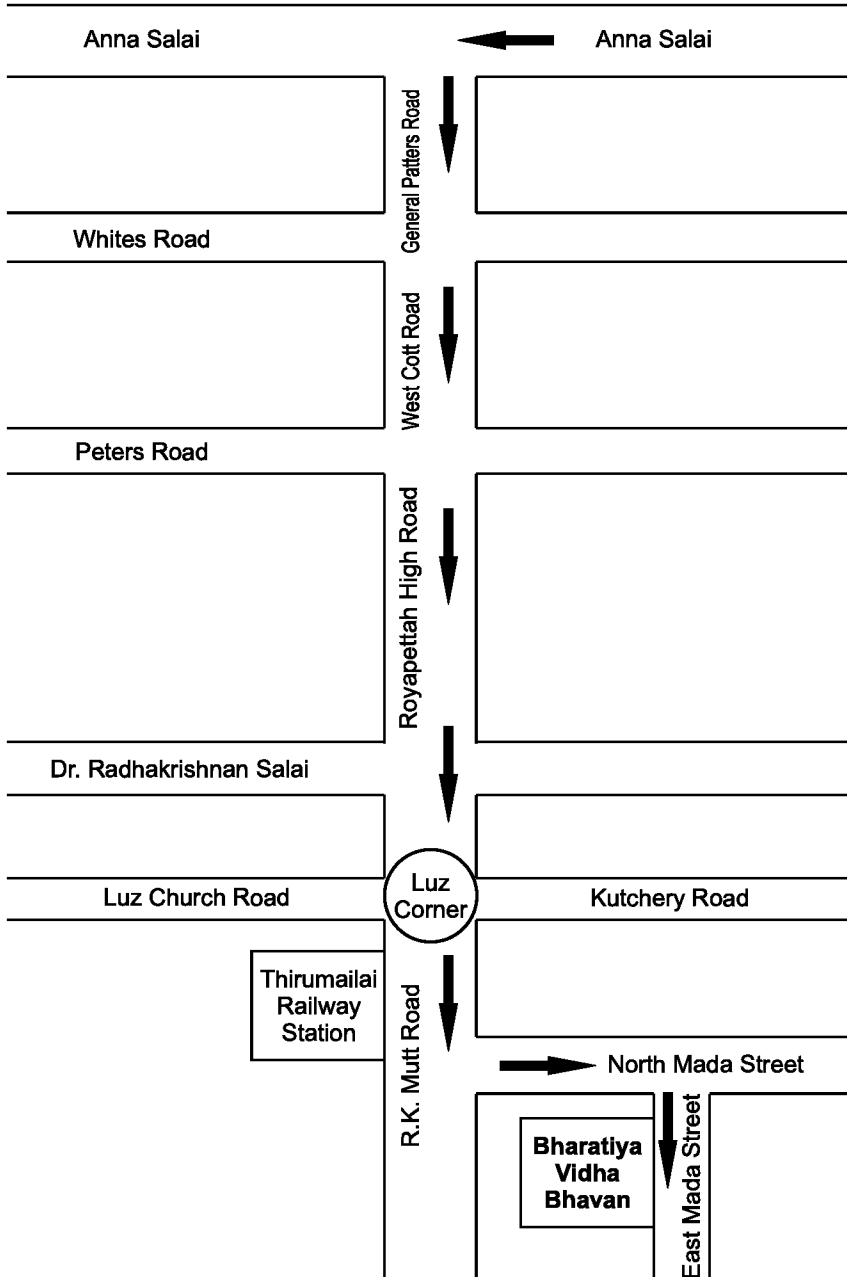 Anna Salai
Anna Salai
General Patters Road
Whites Road
West Cott Road
Peters Road
Royapettah High Road
Dr. Radhakrishnan Salai
Luz Church Road
Luz
Corner
Kutchery Road
Thirumailai
Railway
Station
R.K. Mutt Road
North Mada Street
Bharatiya
Vidha
Bhavan
East Mada Street